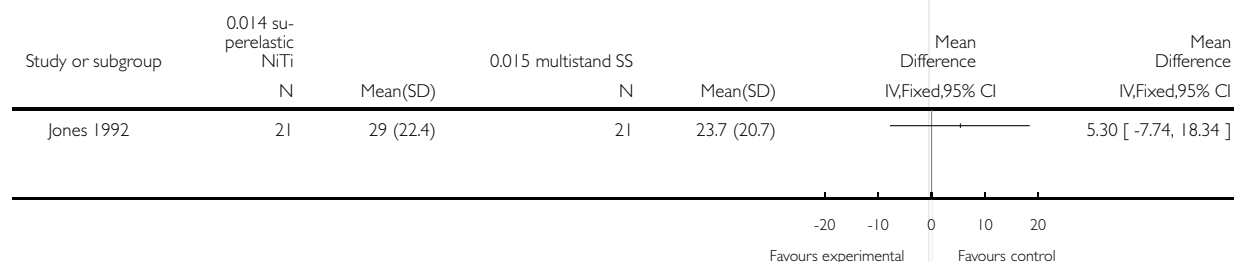 0.014 su-
perelastic
NiTi
Study or subgroup 0.015 multistand SS Mean Difference Mean Difference
N Mean(SD) N Mean(SD) IV,Fixed,95% CI IV,Fixed,95% CI
Jones 1992 21 29 (22.4) 21 23.7 (20.7) 5.30 [ -7.74, 18.34 ]
-20 -10 0 10 20
Favours experimental Favours control